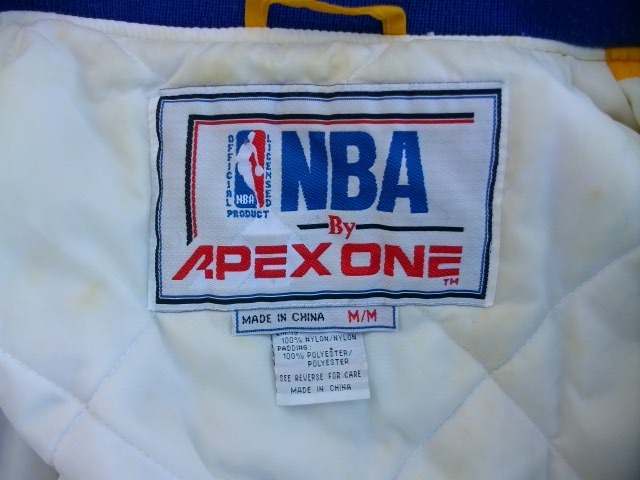 OFFICIAL LICENSED
NBA
PRODUCT
NBA
By
APEX ONE TM
MADE IN CHINA M/M
100% NYLON/NYLON
PADDING:
100% POLYESTER/
POLYESTER
SEE REVERSE FOR CARE
MADE IN CHINA